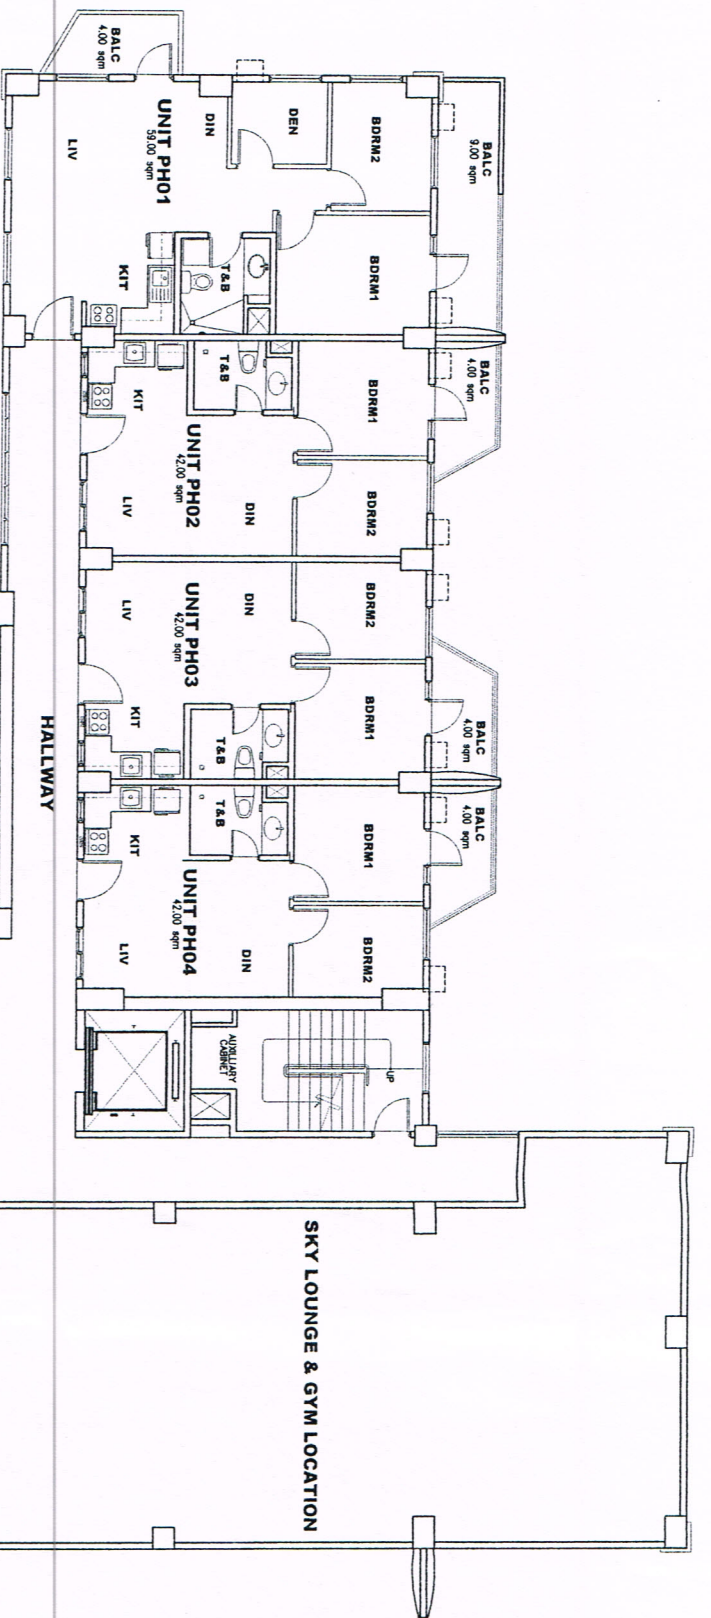 BALC
4.00 sqm
UNIT PH01
59.00 sqm
LIV
DIN
DEN
BDRM2
BALC
9.00 sqm
KIT
T&B
BDRM1
BALC
4.00 sqm
UNIT PH02
42.00 sqm
KIT
T&B
BDRM1
LIV
DIN
BDRM2
UNIT PH03
42.00 sqm
LIV
DIN
BDRM2
KIT
T&B
BDRM1
BALC
4.00 sqm
HALLWAY
UNIT PH04
42.00 sqm
KIT
T&B
BDRM1
BALC
4.00 sqm
LIV
DIN
BDRM2
AUXILLIARY
CABINET
UP
SKY LOUNGE & GYM LOCATION